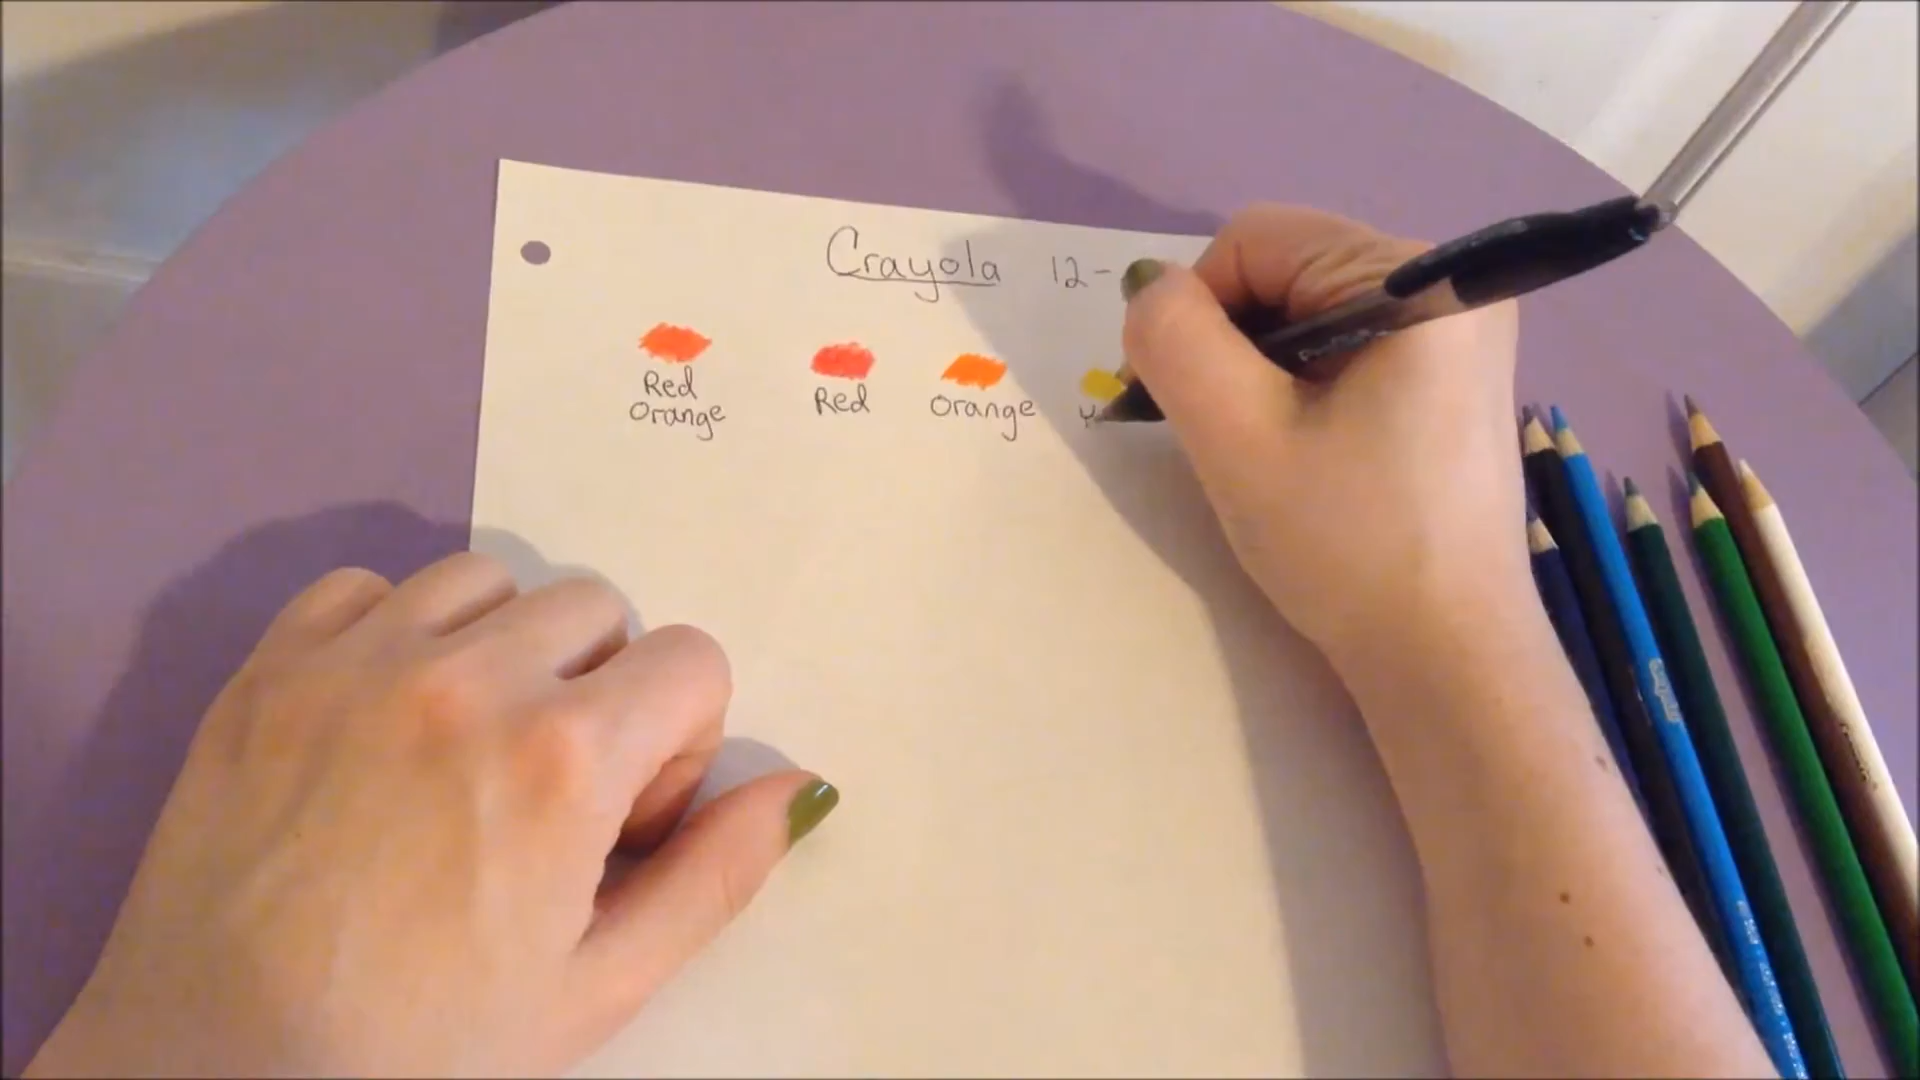 Crayola 12-
Red
Orange
Red
Orange
Y